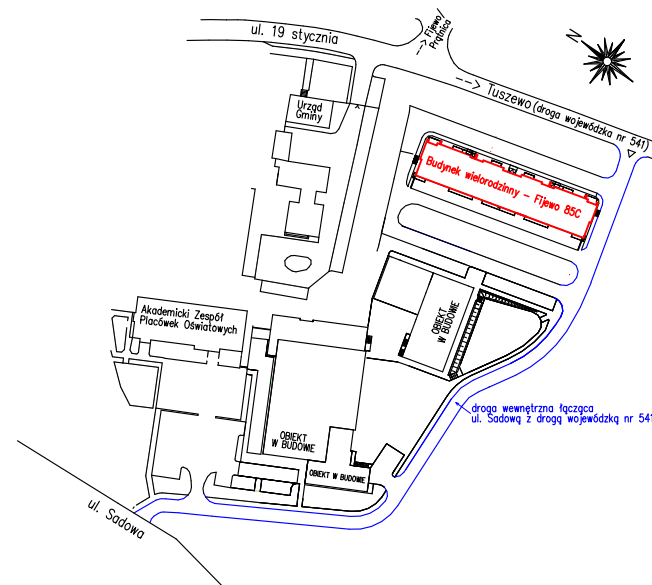 ul. 19 stycznia
Fijewo/
Prątnica
N
Tuszewo (droga wojewódzka nr 541)
Urząd
Gminy
Budynek wielorodzinny – Fijewo 85C
OBIEKT
W BUDOWIE
Akademicki Zespół
Placówek Oświatowych
droga wewnętrzna łącząca
ul. Sadową z drogą wojewódzką nr 541
OBIEKT
W BUDOWIE
OBIEKT W BUDOWIE
ul. Sadowa